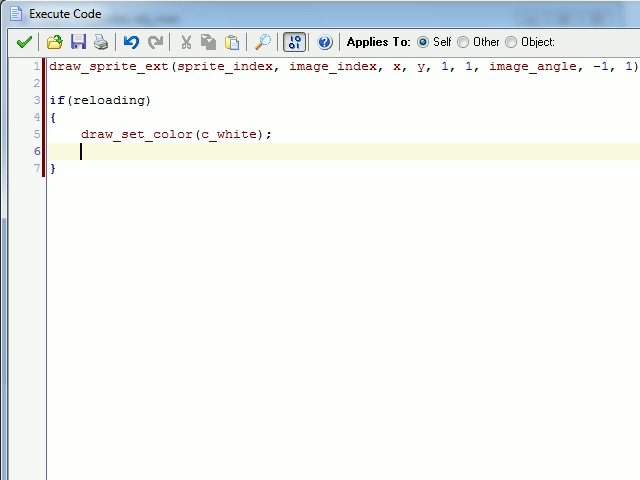 Execute Code
Applies To: Self Other Object:
1 draw_sprite_ext(sprite_index, image_index, x, y, 1, 1, image_angle, -1, 1)
2
3 if(reloading)
4 {
5 draw_set_color(c_white);
6
7 }